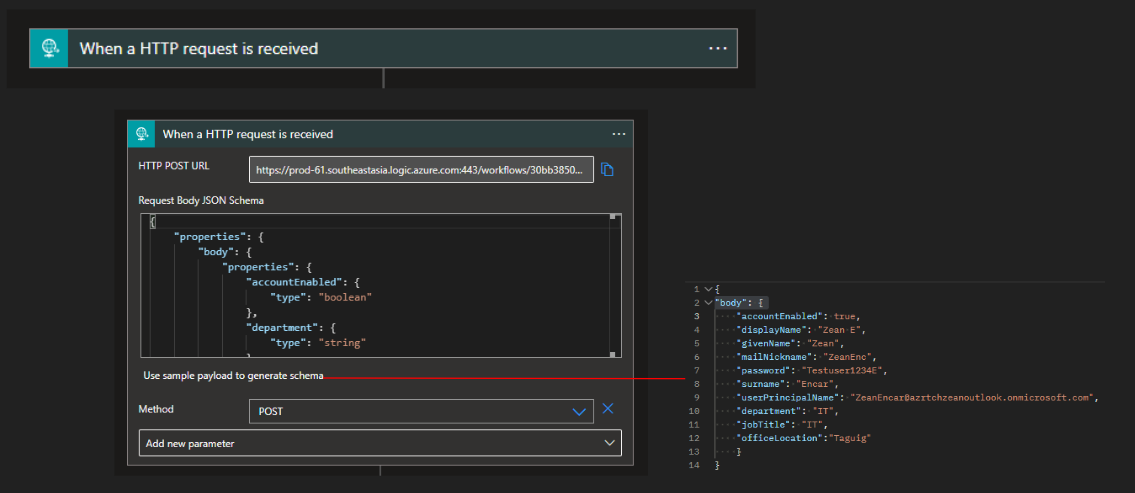 When a HTTP request is received
When a HTTP request is received
HTTP POST URL
https://prod-61.southeastasia.logic.azure.com:443/workflows/30bb3850...
Request Body JSON Schema
{
"properties": {
"body": {
"properties": {
"accountEnabled": {
"type": "boolean"
},
"department": {
"type": "string"
Use sample payload to generate schema
Method
POST
Add new parameter
1 {
2 "body": {
3 "accountEnabled": true,
4 "displayName": "Zean E",
5 "givenName": "Zean",
6 "mailNickname": "ZeanEnc",
7 "password": "Testuser1234E",
8 "surname": "Encar",
9 "userPrincipalName": "ZeanEncar@azrtchzeanoutlook.onmicrosoft.com",
10 "department": "IT",
11 "jobTitle": "IT",
12 "officeLocation":"Taguig"
13 }
14 }